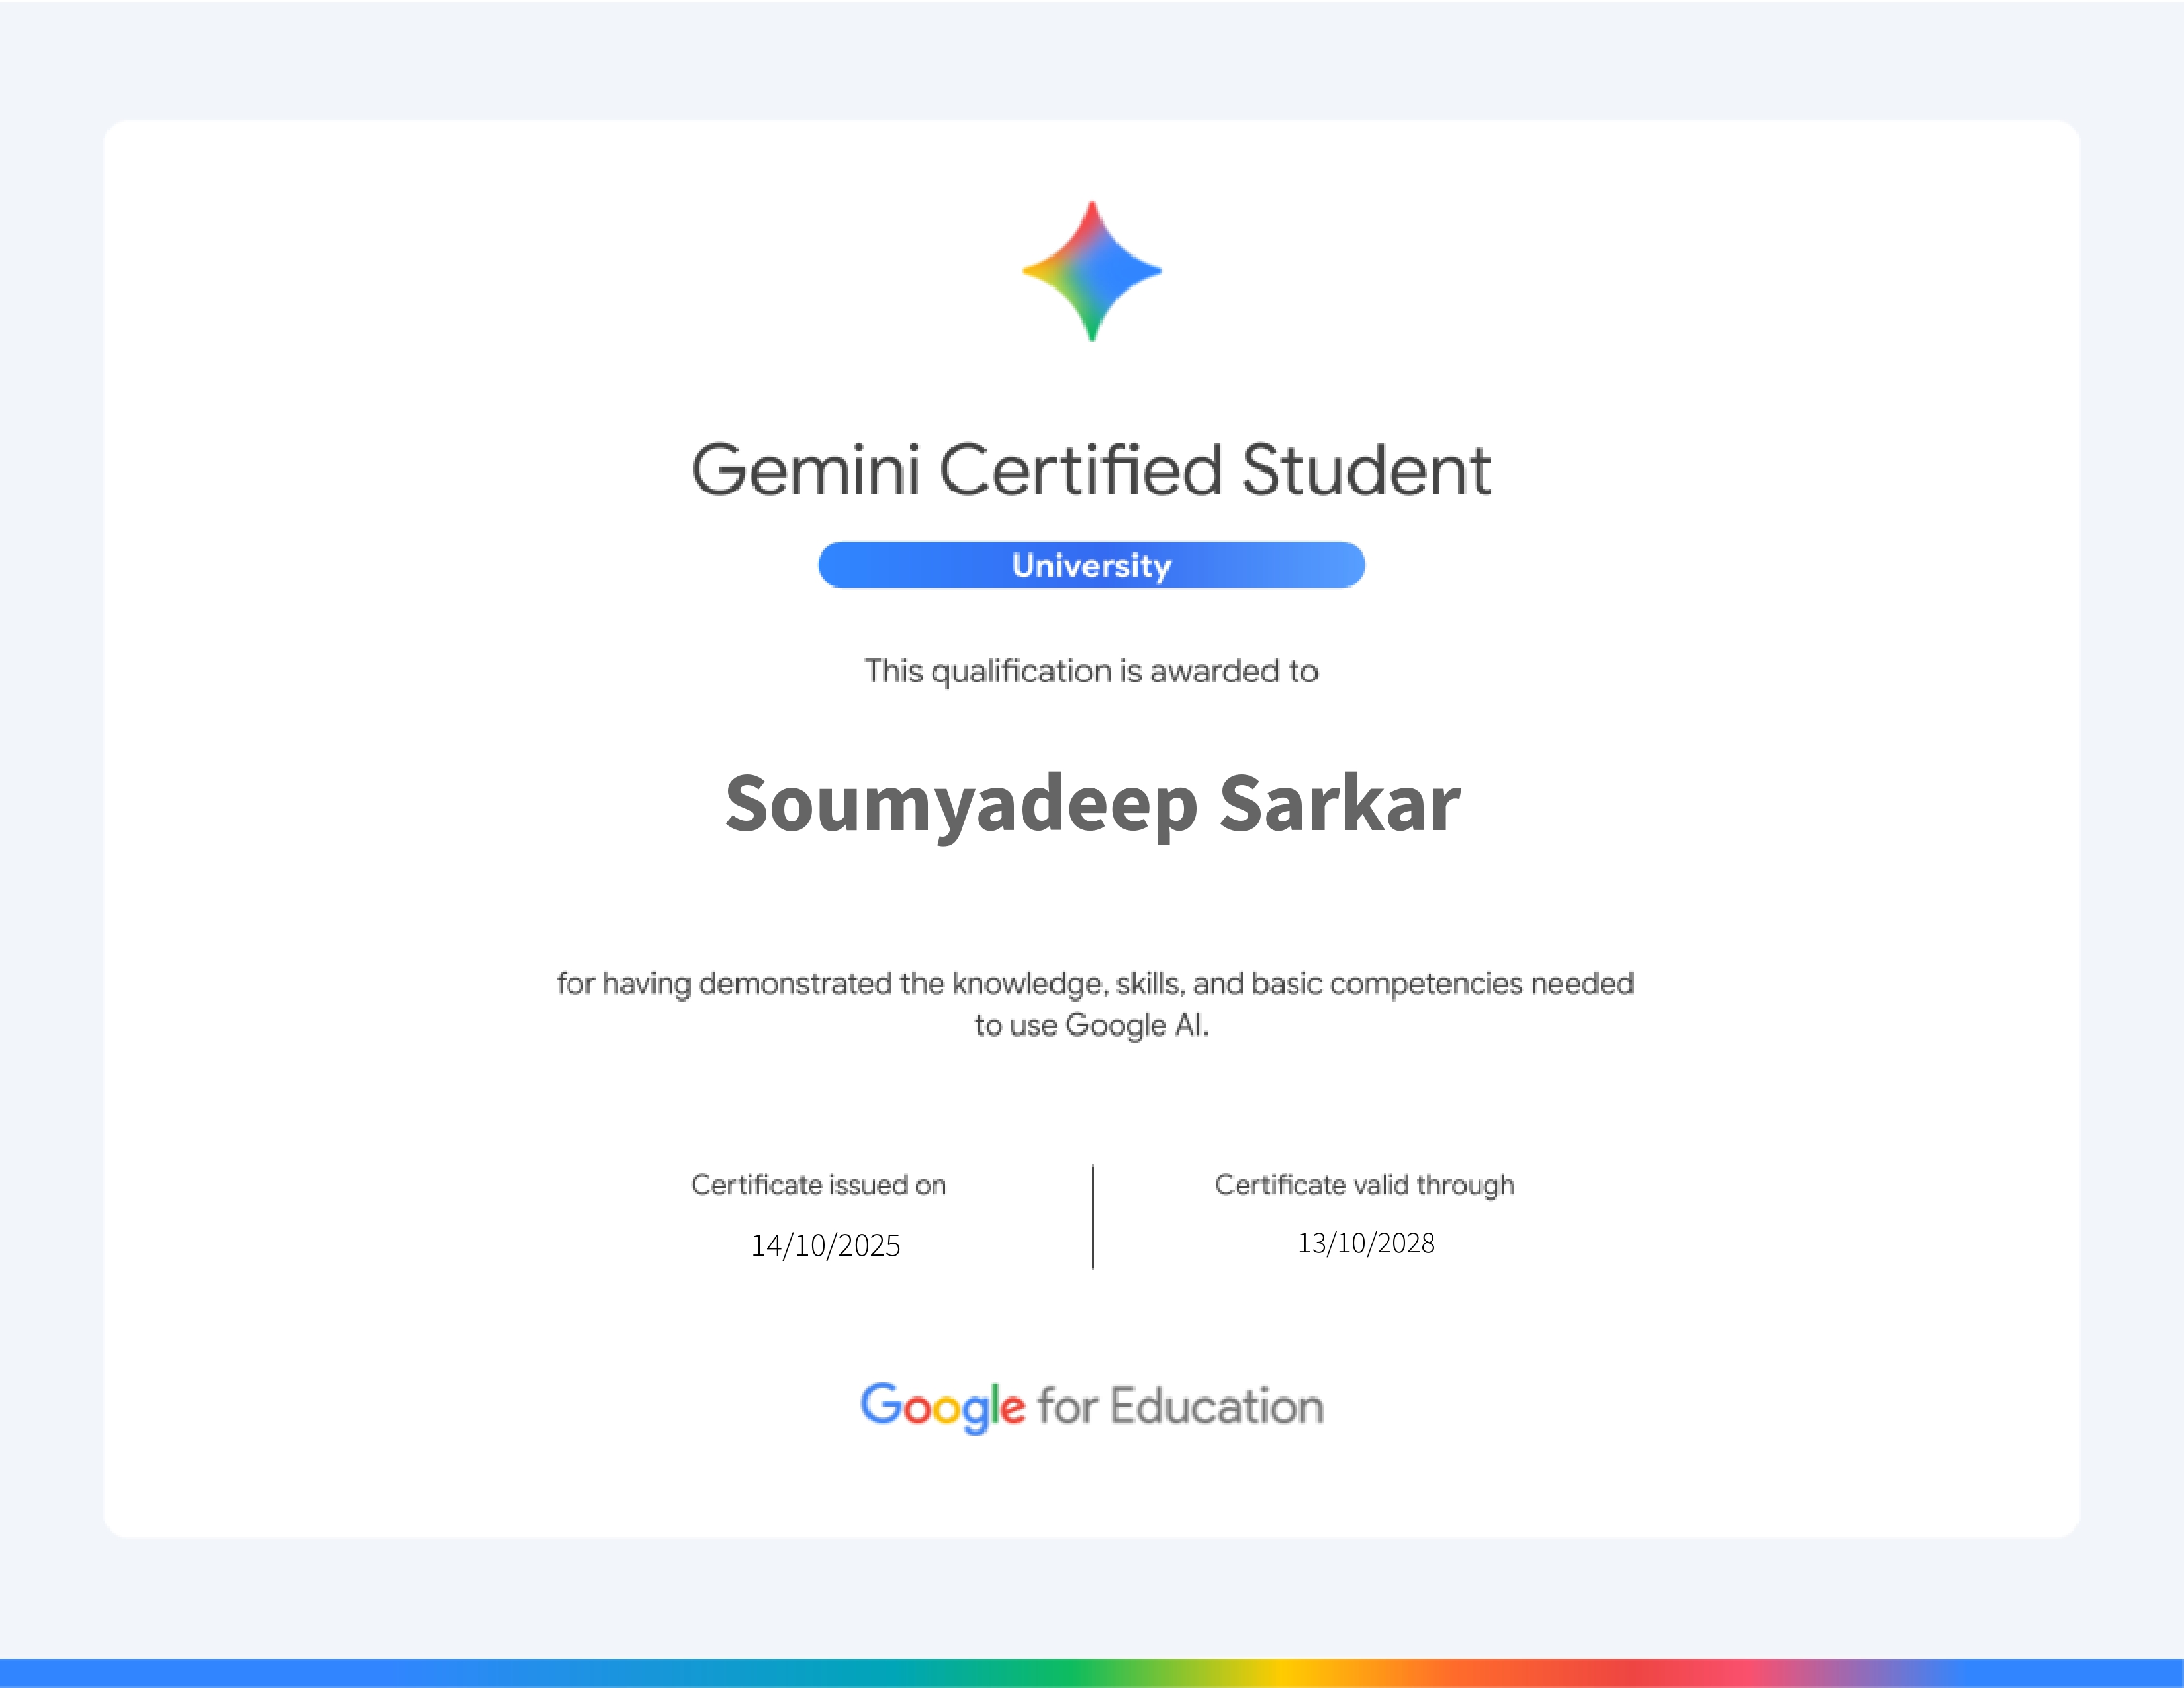 Gemini Certified Student
University
This qualification is awarded to
Soumyadeep Sarkar
for having demonstrated the knowledge, skills, and basic competencies needed
to use Google AI.
Certificate issued on
14/10/2025
Certificate valid through
13/10/2028
Google for Education